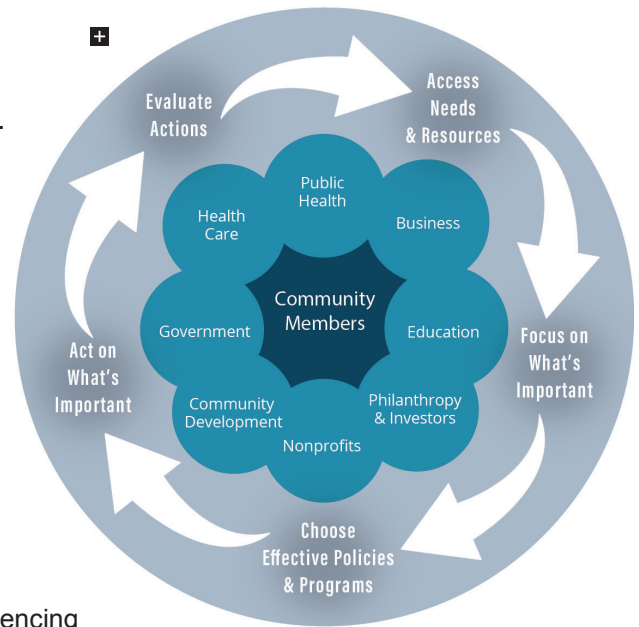 Evaluate
Actions
Access
Needs
& Resources
Public
Health
Health
Care
Business
Community
Members
Government
Education
Act on
What's
Important
Focus on
What's
Important
Community
Development
Philanthropy
& Investors
Nonprofits
Choose
Effective Policies
& Programs
encing